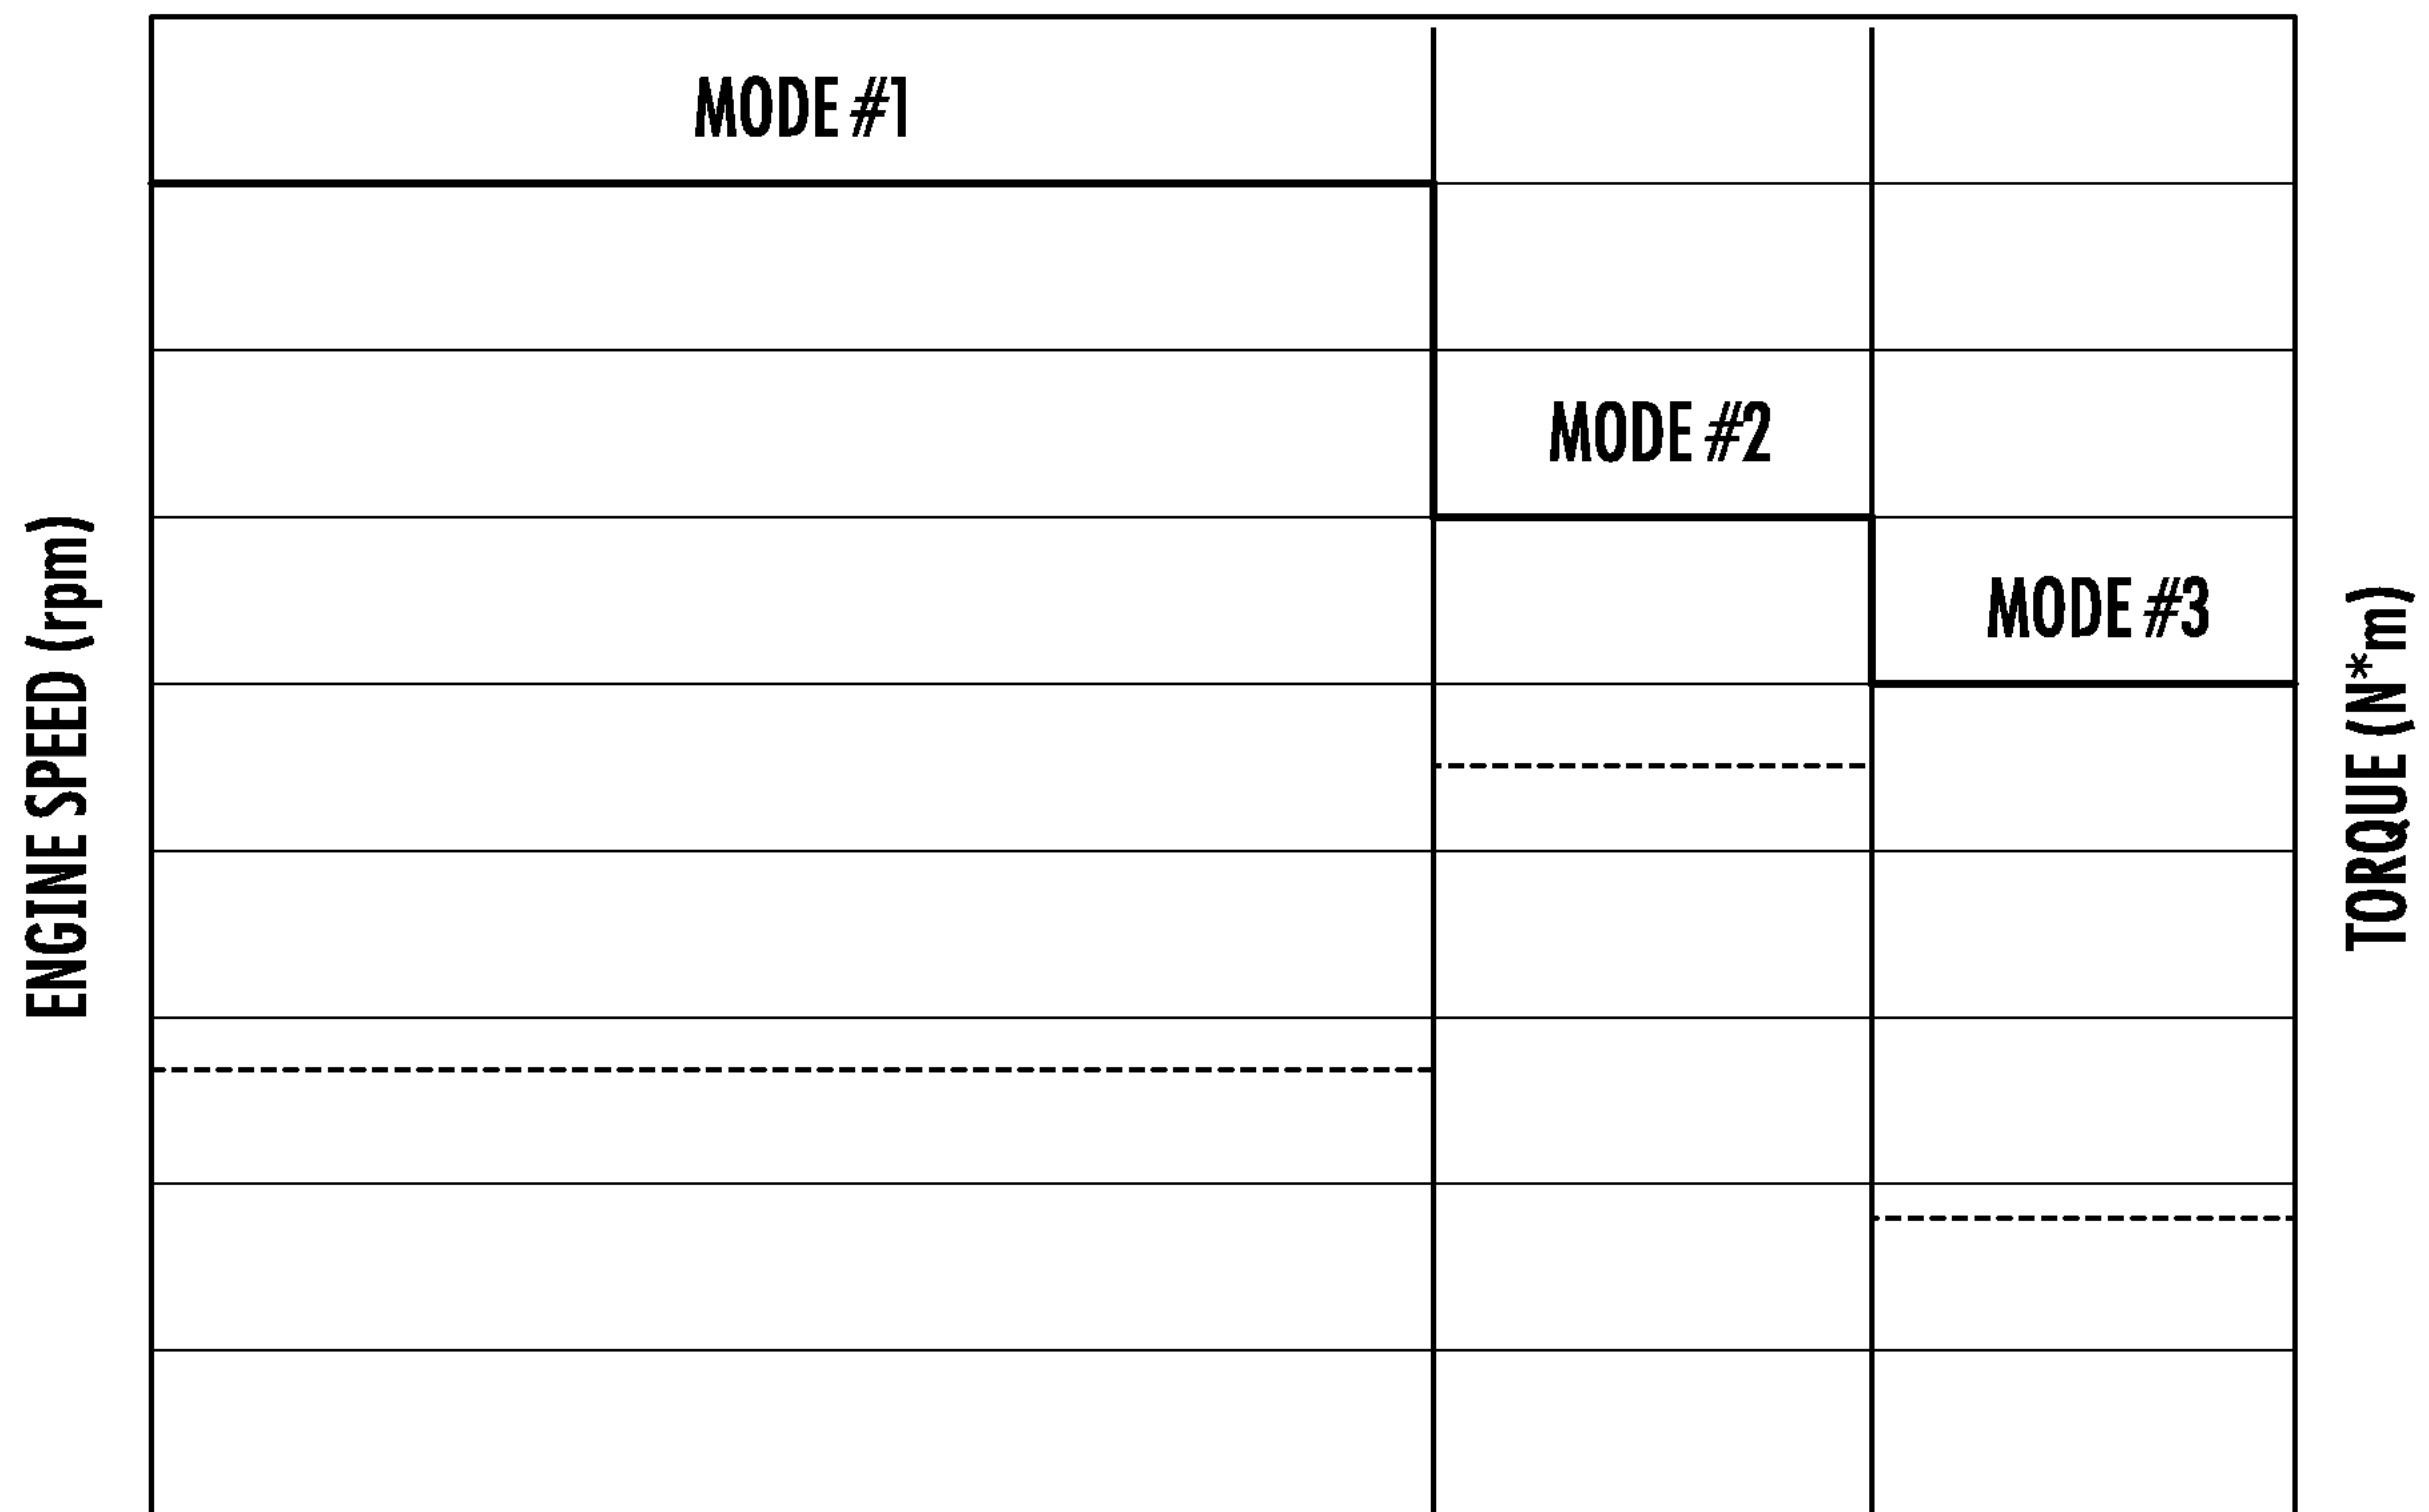 MODE #1
MODE #2
MODE #3
ENGINE SPEED (rpm)
TORQUE (N*m)